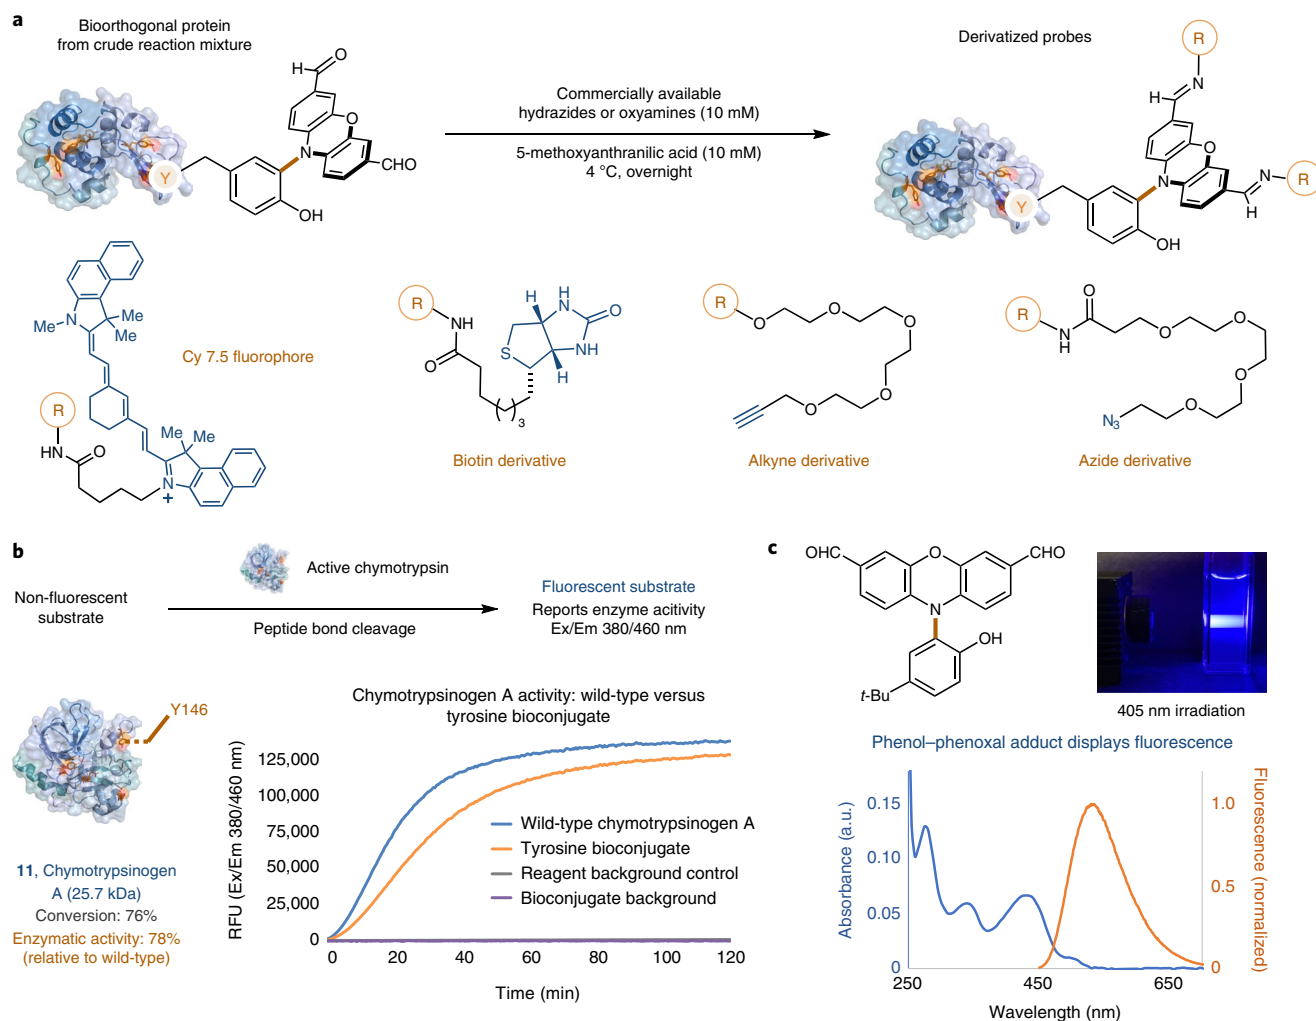 a
Bioorthogonal protein
from crude reaction mixture
H
O
N
O
CHO
OH
Y
Commercially available
hydrazides or oxyamines (10 mM)
5-methoxyanthranilic acid (10 mM)
4 °C, overnight
Derivatized probes
R
N
H
O
N
N
R
H
OH
Y
Me
N
Me
Me
Cy 7.5 fluorophore
R
HN
O
Me
Me
N
+
R
NH
O
H
H
N
O
NH
S
H
3
Biotin derivative
R
O
O
O
O
O
O
Alkyne derivative
R
N
H
O
O
O
O
O
N3
Azide derivative
b
Non-fluorescent
substrate
Active chymotrypsin
Peptide bond cleavage
Fluorescent substrate
Reports enzyme acitivity
Ex/Em 380/460 nm
Y146
11, Chymotrypsinogen
A (25.7 kDa)
Conversion: 76%
Enzymatic activity: 78%
(relative to wild-type)
Chymotrypsinogen A activity: wild-type versus
tyrosine bioconjugate
RFU (Ex/Em 380/460 nm)
125,000
100,000
75,000
50,000
25,000
0
Wild-type chymotrypsinogen A
Tyrosine bioconjugate
Reagent background control
Bioconjugate background
0 20 40 60 80 100 120
Time (min)
c
OHC
O
CHO
N
OH
t-Bu
405 nm irradiation
Phenol–phenoxal adduct displays fluorescence
Absorbance (a.u.)
0.15
0.10
0.05
0
Fluorescence (normalized)
1.0
0.5
0
250 450 650
Wavelength (nm)